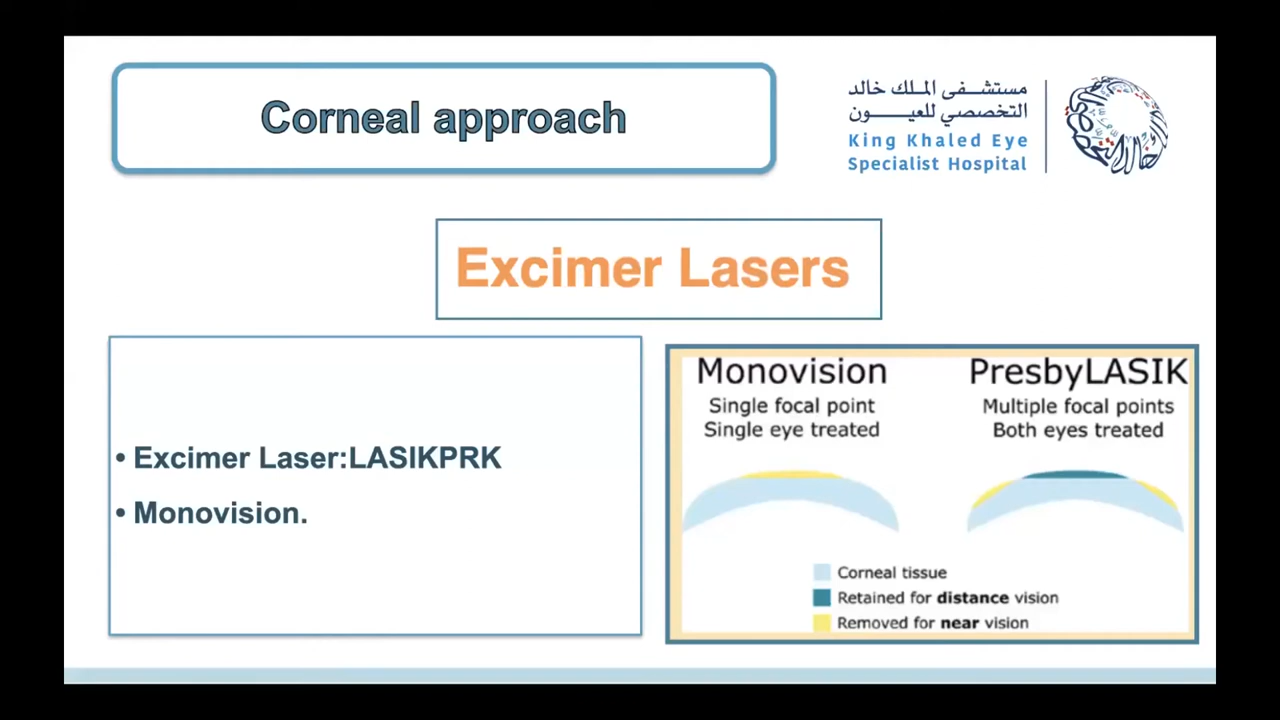 Corneal approach
مستشفى الملك خالد
التخصصي للعيون
King Khaled Eye
Specialist Hospital
Excimer Lasers
• Excimer Laser:LASIKPRK
• Monovision.
Monovision
Single focal point
Single eye treated
PresbyLASIK
Multiple focal points
Both eyes treated
Corneal tissue
Retained for distance vision
Removed for near vision